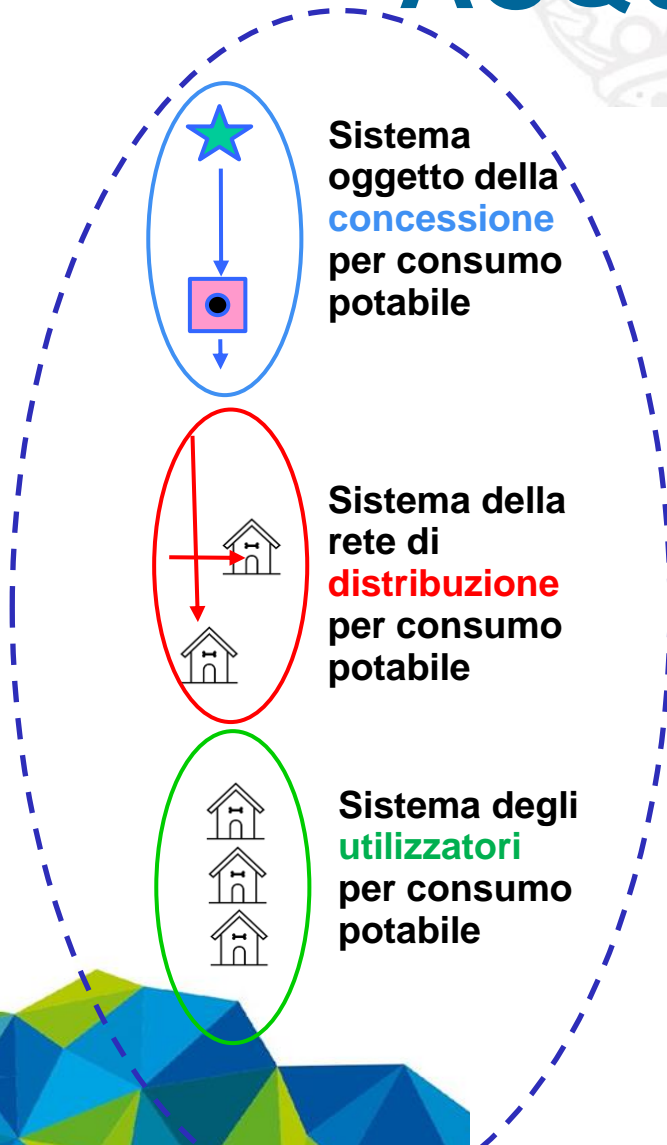 Sistema
oggetto della
concessione
per consumo
potabile
Sistema della
rete di
distribuzione
per consumo
potabile
Sistema degli
utilizzatori
per consumo
potabile